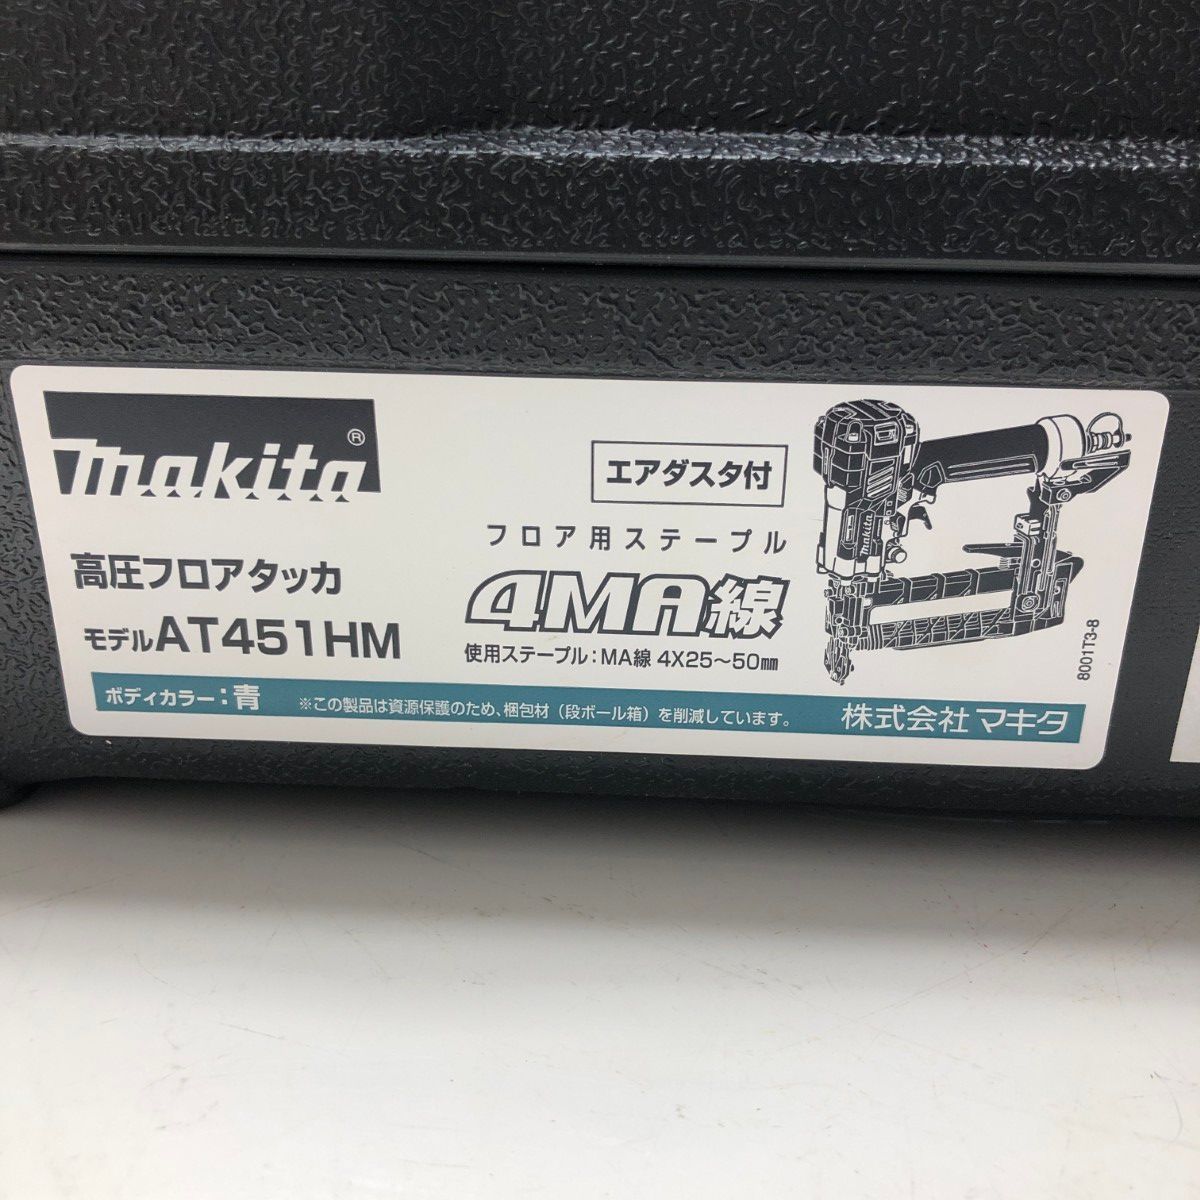 makita®
高圧フロアタッカ
モデルAT451HM
エアダスタ付
フロア用ステープル
4MA線
使用ステープル:MA線 4X25〜50㎜
makita
8001T3-8
ボディカラー:青
※この製品は資源保護のため、梱包材(段ボール箱)を削減しています。
株式会社 マキタ